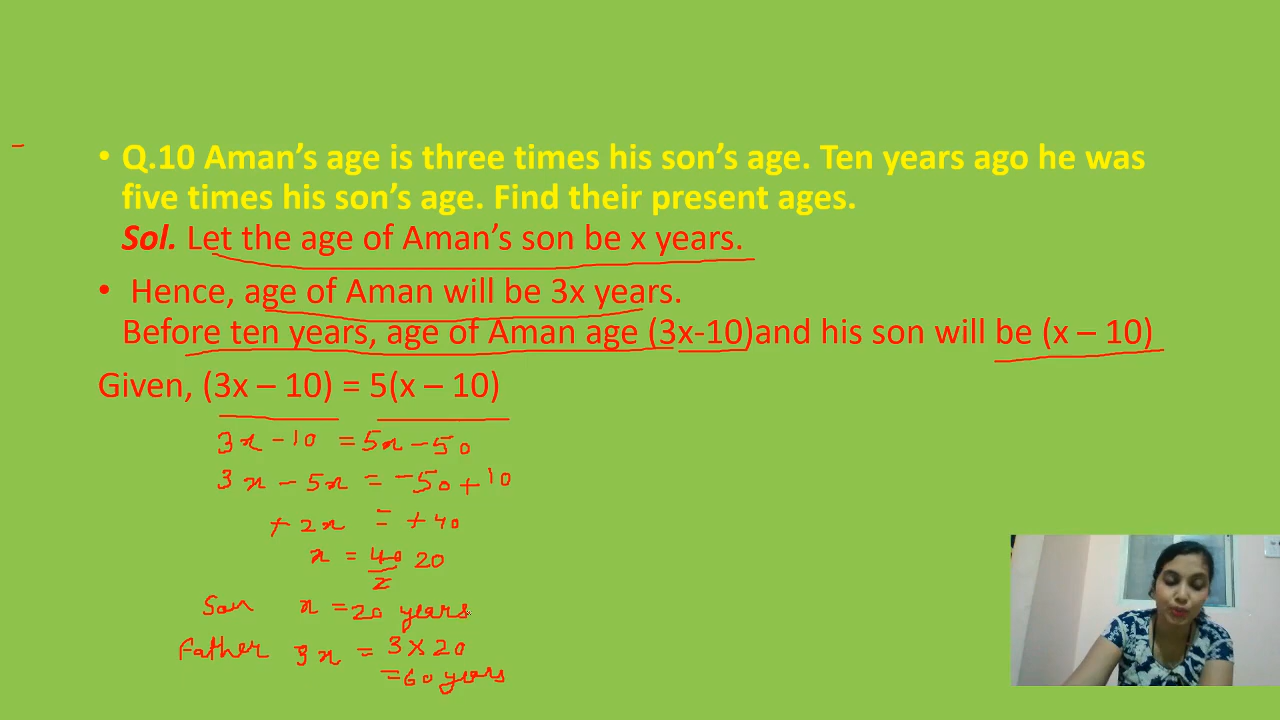 • Q.10 Aman's age is three times his son's age. Ten years ago he was
five times his son's age. Find their present ages.
Sol. Let the age of Aman's son be x years.
• Hence, age of Aman will be 3x years.
Before ten years, age of Aman age (3x-10)and his son will be (x – 10)
Given, (3x – 10) = 5(x – 10)
3x - 10 = 5x - 50
3x - 5x = -50 + 10
+ 2x = + 40
x = 40/2 20
Son x = 20 years
Father 3x = 3 × 20
= 60 years